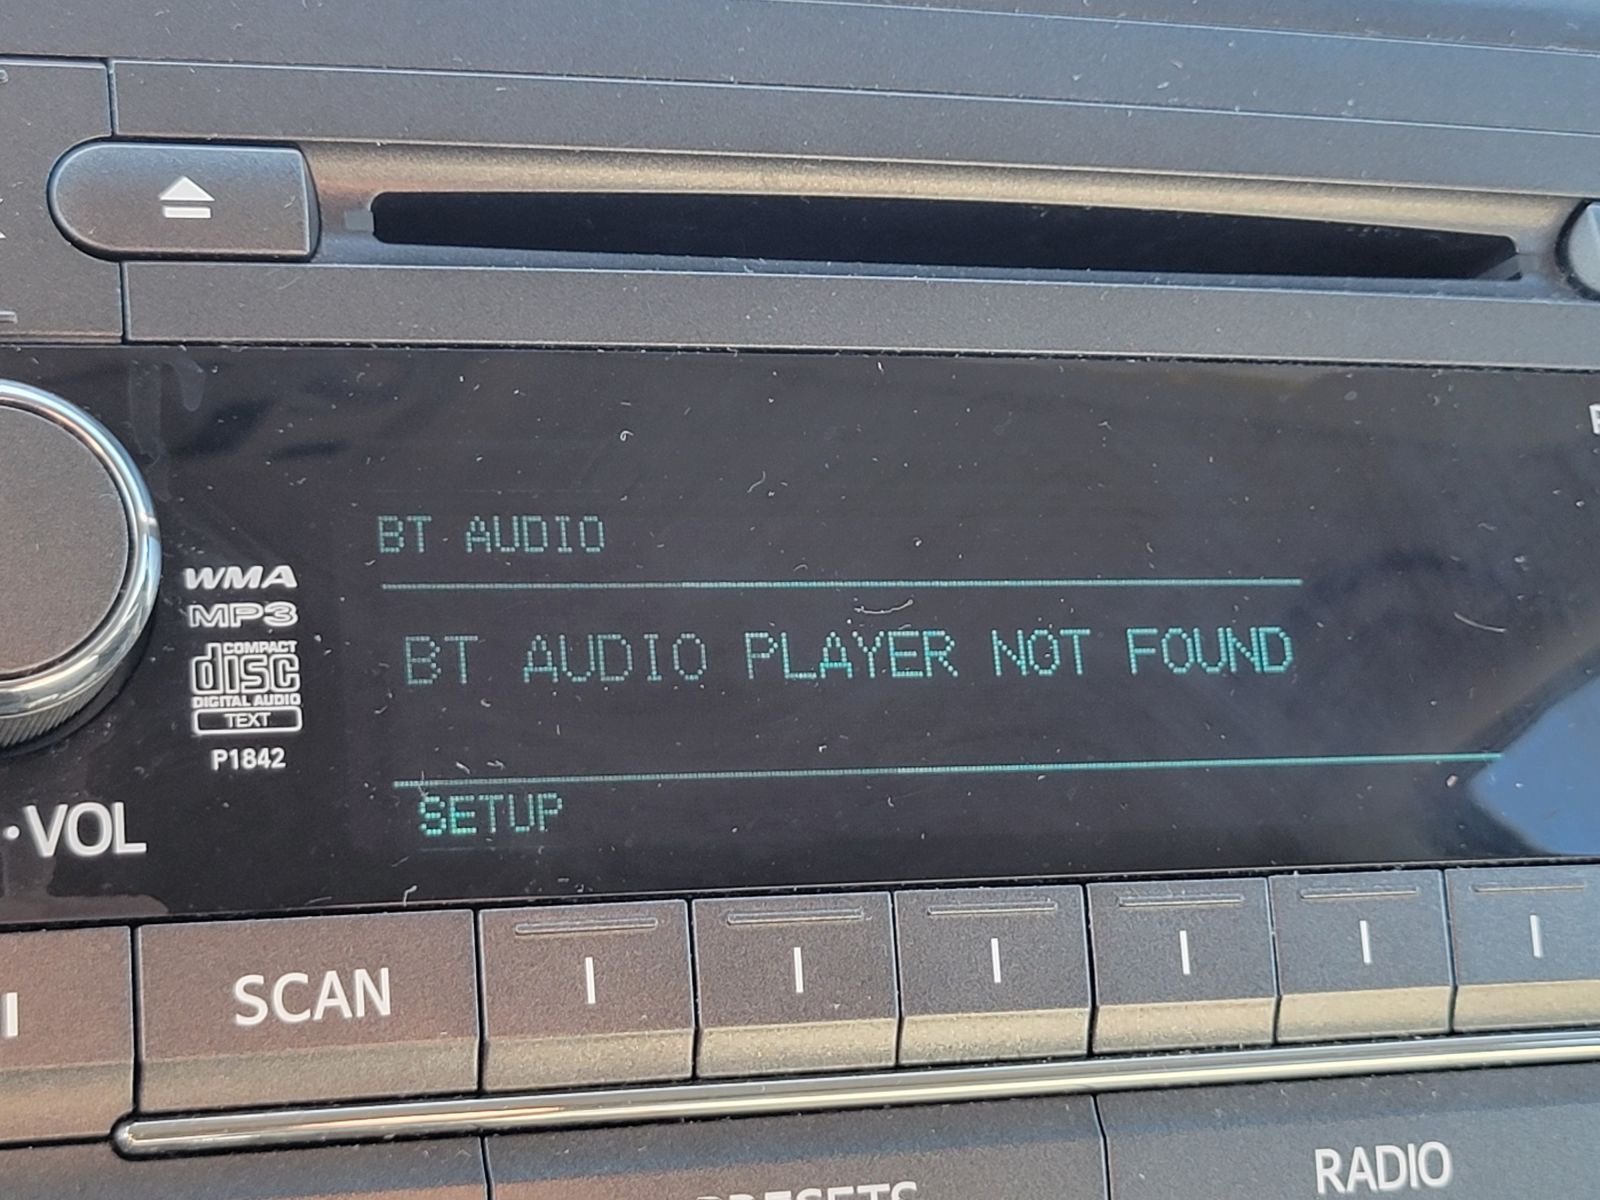 BT AUDIO
BT AUDIO PLAYER NOT FOUND
SETUP
WMA
MP3
COMPACT
disc
DIGITAL AUDIO
TEXT
P1842
·VOL
SCAN
PRESETS
RADIO